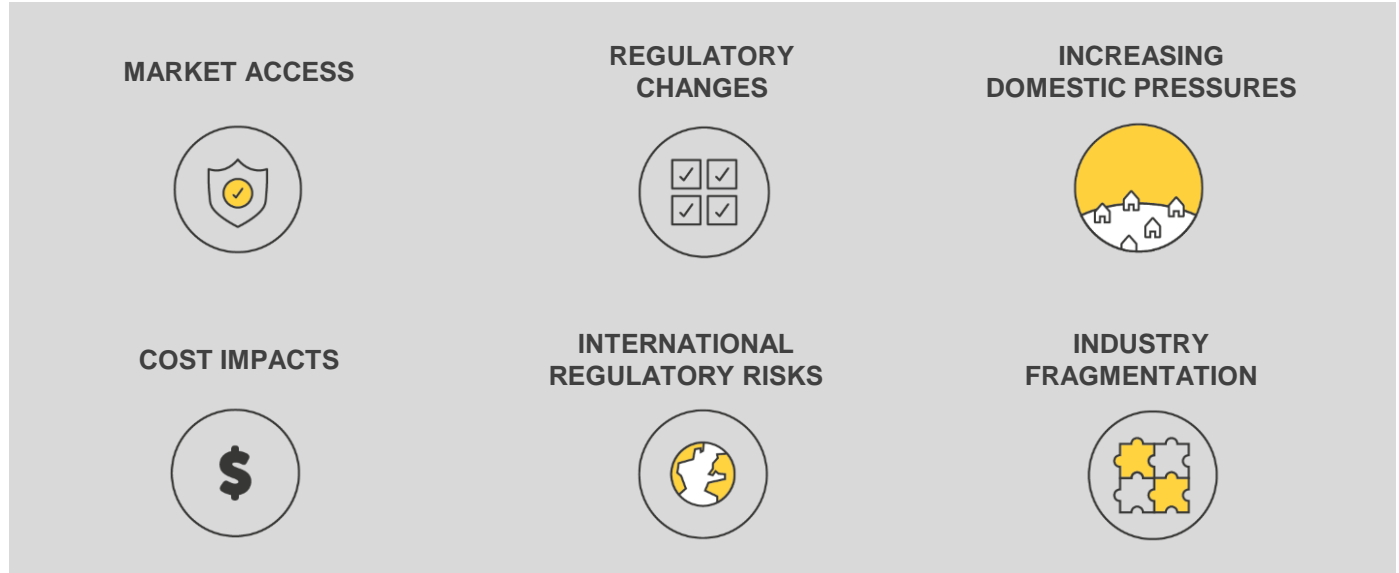 MARKET ACCESS
REGULATORY
CHANGES
INCREASING
DOMESTIC PRESSURES
COST IMPACTS
$
INTERNATIONAL
REGULATORY RISKS
INDUSTRY
FRAGMENTATION